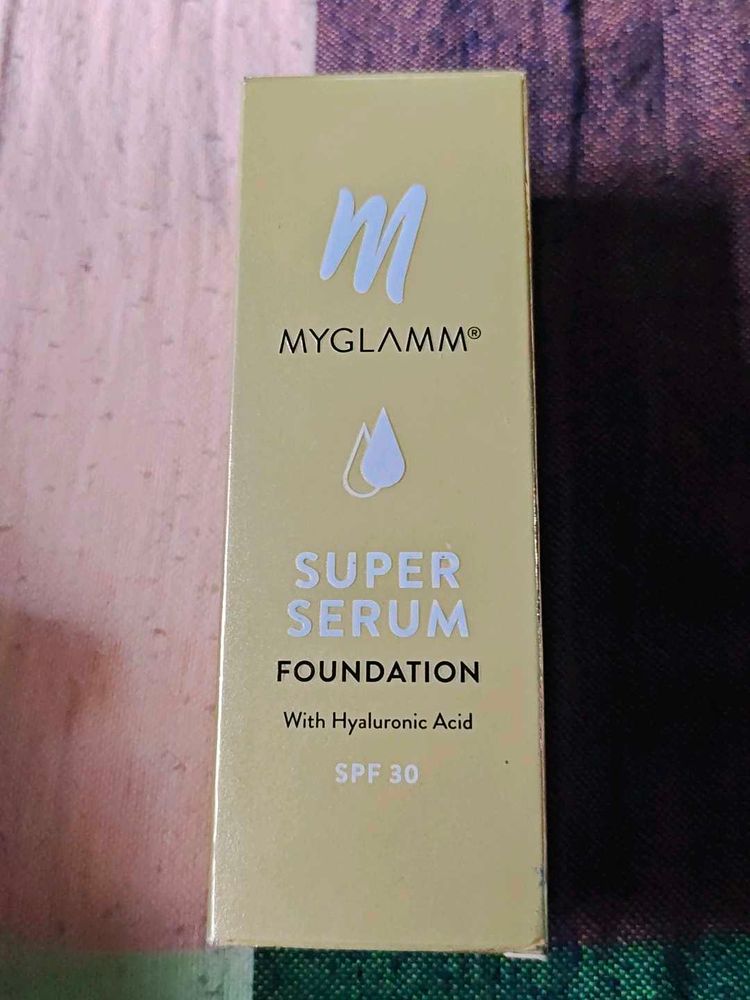 M
MYGLAMM®
SUPER
SERUM
FOUNDATION
With Hyaluronic Acid
SPF 30